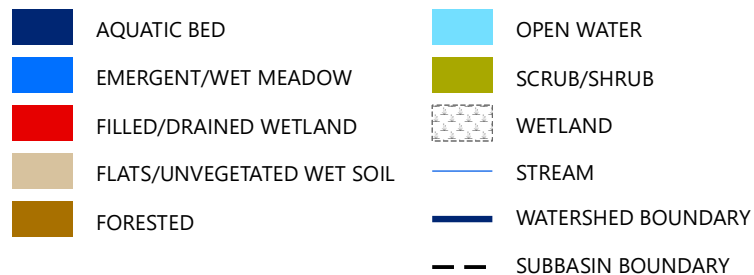 AQUATIC BED
EMERGENT/WET MEADOW
FILLED/DRAINED WETLAND
FLATS/UNVEGETATED WET SOIL
FORESTED
OPEN WATER
SCRUB/SHRUB
WETLAND
STREAM
WATERSHED BOUNDARY
SUBBASIN BOUNDARY